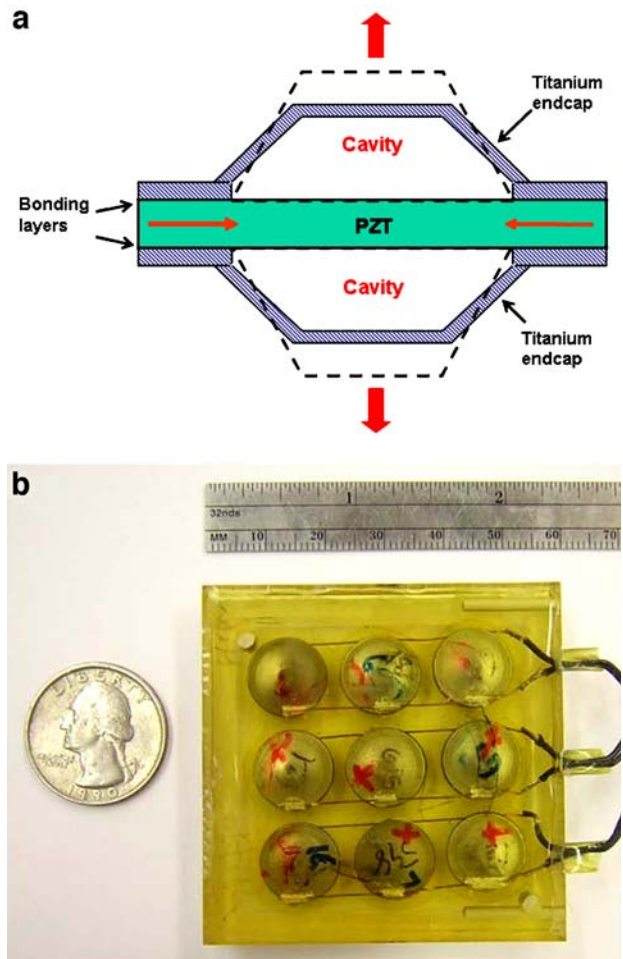 a
Titanium
endcap
Cavity
Bonding
layers
PZT
Cavity
Titanium
endcap
b
1 2
32nds
MM 10 20 30 40 50 60 70
LIBERTY
1990